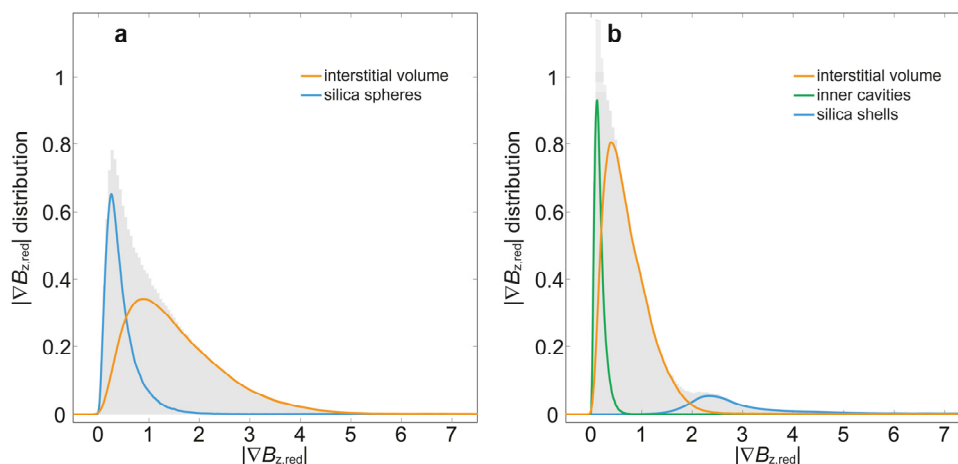 a
interstitial volume
silica spheres
1
0.8
0.6
0.4
0.2
0
|∇B_z,red| distribution
0 1 2 3 4 5 6 7
|∇B_z,red|
b
interstitial volume
inner cavities
silica shells
1
0.8
0.6
0.4
0.2
0
|∇B_z,red| distribution
0 1 2 3 4 5 6 7
|∇B_z,red|